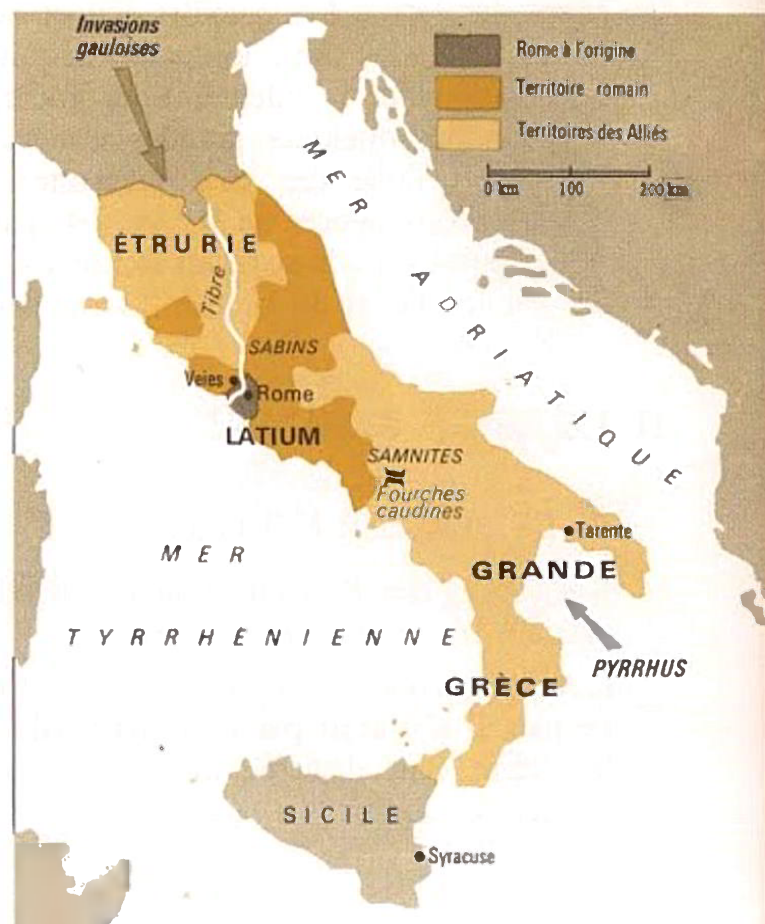 Invasions
gauloises
Rome à l'origine
Territoire romain
Territoires des Alliés
0 km 100 200 km
MER
ADRIATIQUE
ÉTRURIE
Tibre
SABINS
Veies
Rome
LATIUM
SAMNITES
Fourches
caudines
Tarente
MER
GRANDE
TYRRHÉNIENNE
PYRRHUS
GRÈCE
SICILE
Syracuse